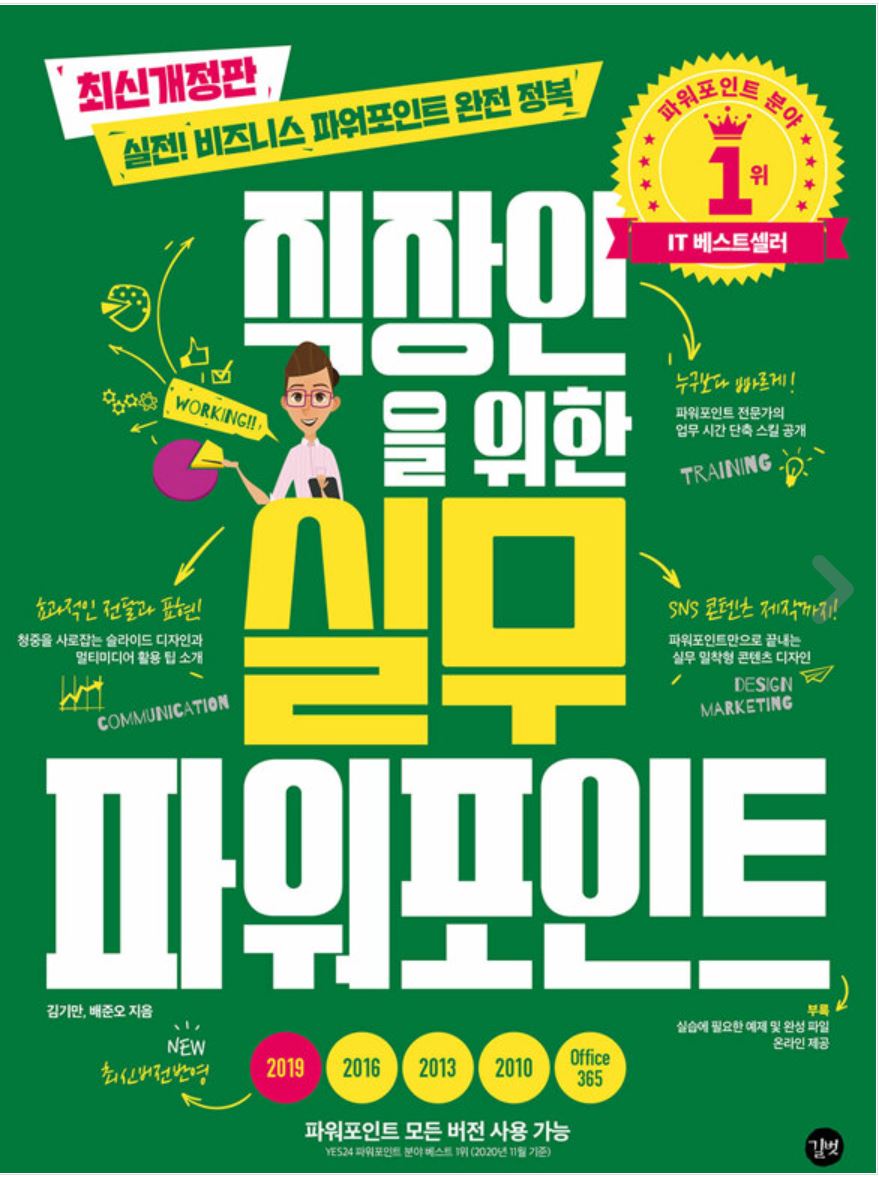 최신개정판
실전! 비즈니스 파워포인트 완전 정복
파워포인트 분야
1위
IT 베스트셀러
직장인
을 위한
실무
파워포인트
WORKING!!
누구보다 빠르게!
파워포인트 전문가의
업무 시간 단축 스킬 공개
TRAINING
효과적인 전달과 표현!
청중을 사로잡는 슬라이드 디자인과
멀티미디어 활용 팁 소개
COMMUNICATION
SNS 콘텐츠 제작까지!
파워포인트만으로 끝내는
실무 밀착형 콘텐츠 디자인
DESIGN
MARKETING
김기만, 배준오 지음
부록
실습에 필요한 예제 및 완성 파일
온라인 제공
NEW
최신버전반영
2019
2016
2013
2010
Office
365
파워포인트 모든 버전 사용 가능
YES24 파워포인트 분야 베스트 1위 (2020년 11월 기준)
길벗